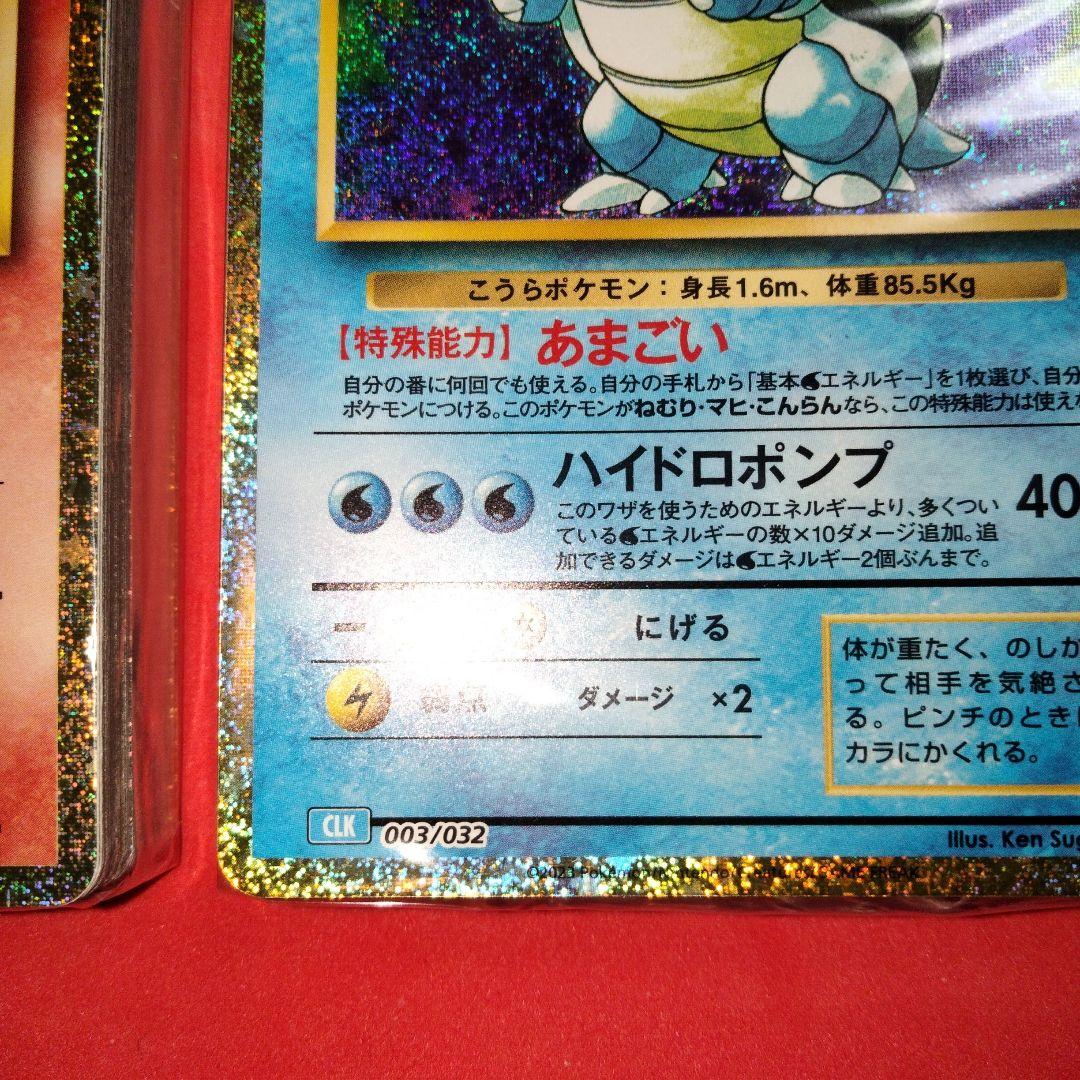 こうらポケモン：身長1.6m、体重85.5Kg
【特殊能力】あまごい
自分の番に何回でも使える。自分の手札から「基本エネルギー」を1枚選び、自分
ポケモンにつける。このポケモンがねむり・マヒ・こんらんなら、この特殊能力は使えな
ハイドロポンプ
40
このワザを使うためのエネルギーより、多くつい
ているエネルギーの数×10ダメージ追加。追
加できるダメージはエネルギー2個ぶんまで。
にげる
弱点 ダメージ ×2
体が重たく、のしか
って相手を気絶さ
る。ピンチのとき
カラにかくれる。
CLK 003/032
Illus. Ken Sug
©2023 Pokémon